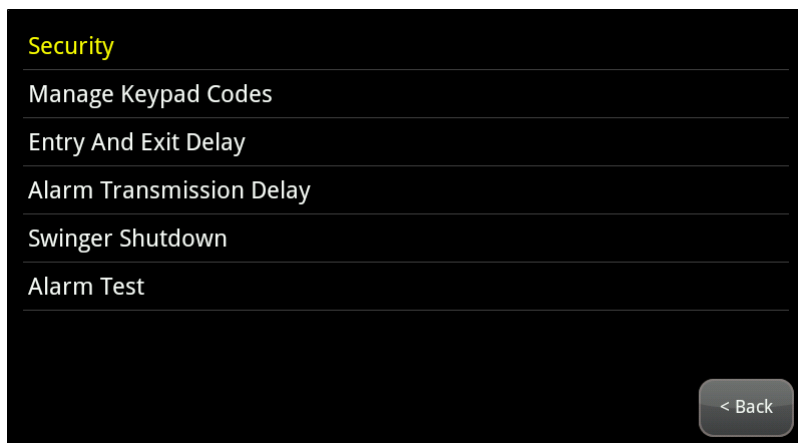 Security
Manage Keypad Codes
Entry And Exit Delay
Alarm Transmission Delay
Swinger Shutdown
Alarm Test
< Back